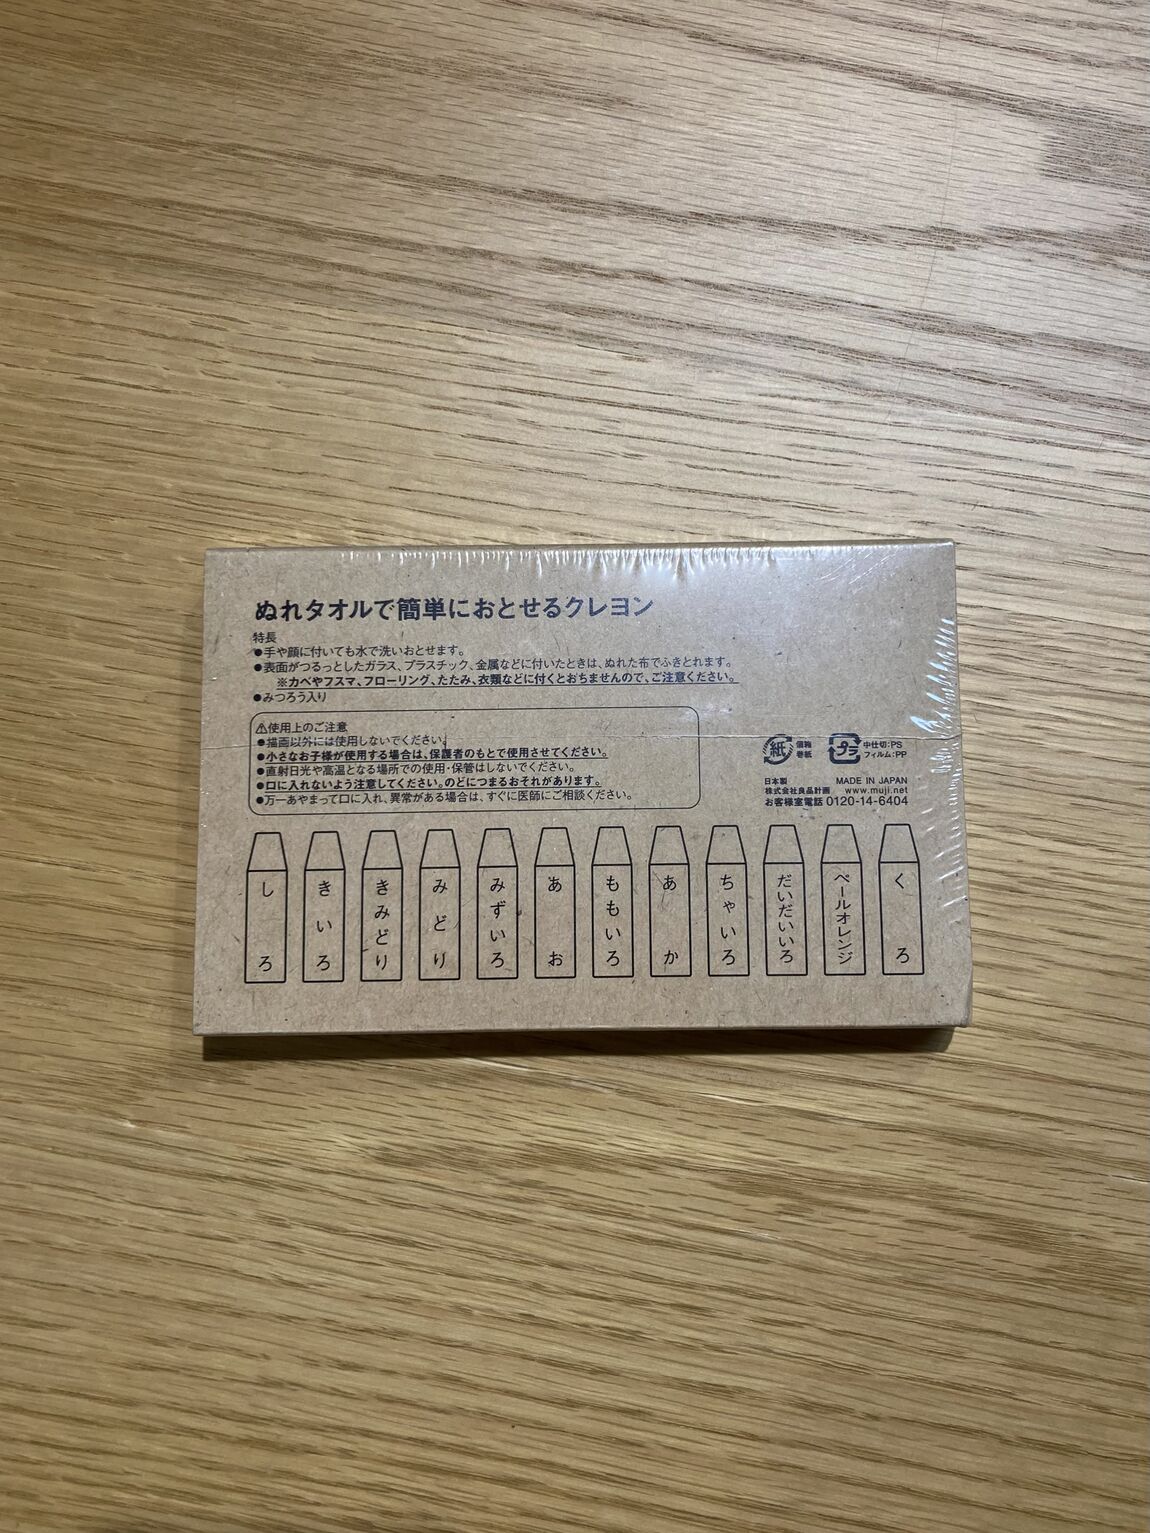 ぬれタオルで簡単におとせるクレヨン
特長
●手や顔に付いても水で洗いおとせます。
●表面がつるっとしたガラス、プラスチック、金属などに付いたときは、ぬれた布でふきとれます。
※カベやフスマ、フローリング、たたみ、衣類などに付くとおちませんので、ご注意ください。
●みつろう入り
⚠使用上のご注意
●描画以外には使用しないでください。
●小さなお子様が使用する場合は、保護者のもとで使用させてください。
●直射日光や高温となる場所での使用・保管はしないでください。
●口に入れないよう注意してください。のどにつまるおそれがあります。
●万一あやまって口に入れ、異常がある場合は、すぐに医師にご相談ください。
紙
個箱
巻紙
プラ
中仕切:PS
フィルム:PP
日本製 MADE IN JAPAN
株式会社良品計画 www.muji.net
お客様室電話 0120-14-6404
しろ
きいろ
きみどり
みどり
みずいろ
あお
ももいろ
あか
ちゃいろ
だいだいいろ
ペールオレンジ
くろ